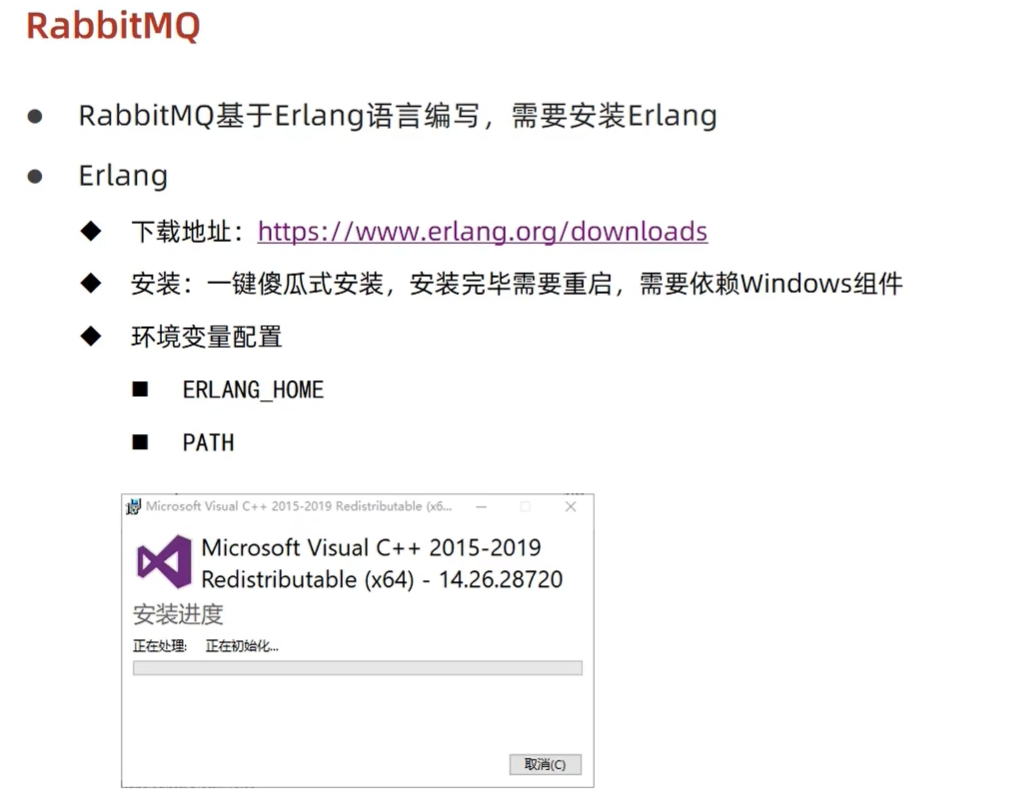 RabbitMQ
RabbitMQ基于Erlang语言编写，需要安装Erlang
Erlang
下载地址：https://www.erlang.org/downloads
安装：一键傻瓜式安装，安装完毕需要重启，需要依赖Windows组件
环境变量配置
ERLANG_HOME
PATH
Microsoft Visual C++ 2015-2019 Redistributable (x6...
Microsoft Visual C++ 2015-2019
Redistributable (x64) - 14.26.28720
安装进度
正在处理: 正在初始化...
取消(C)